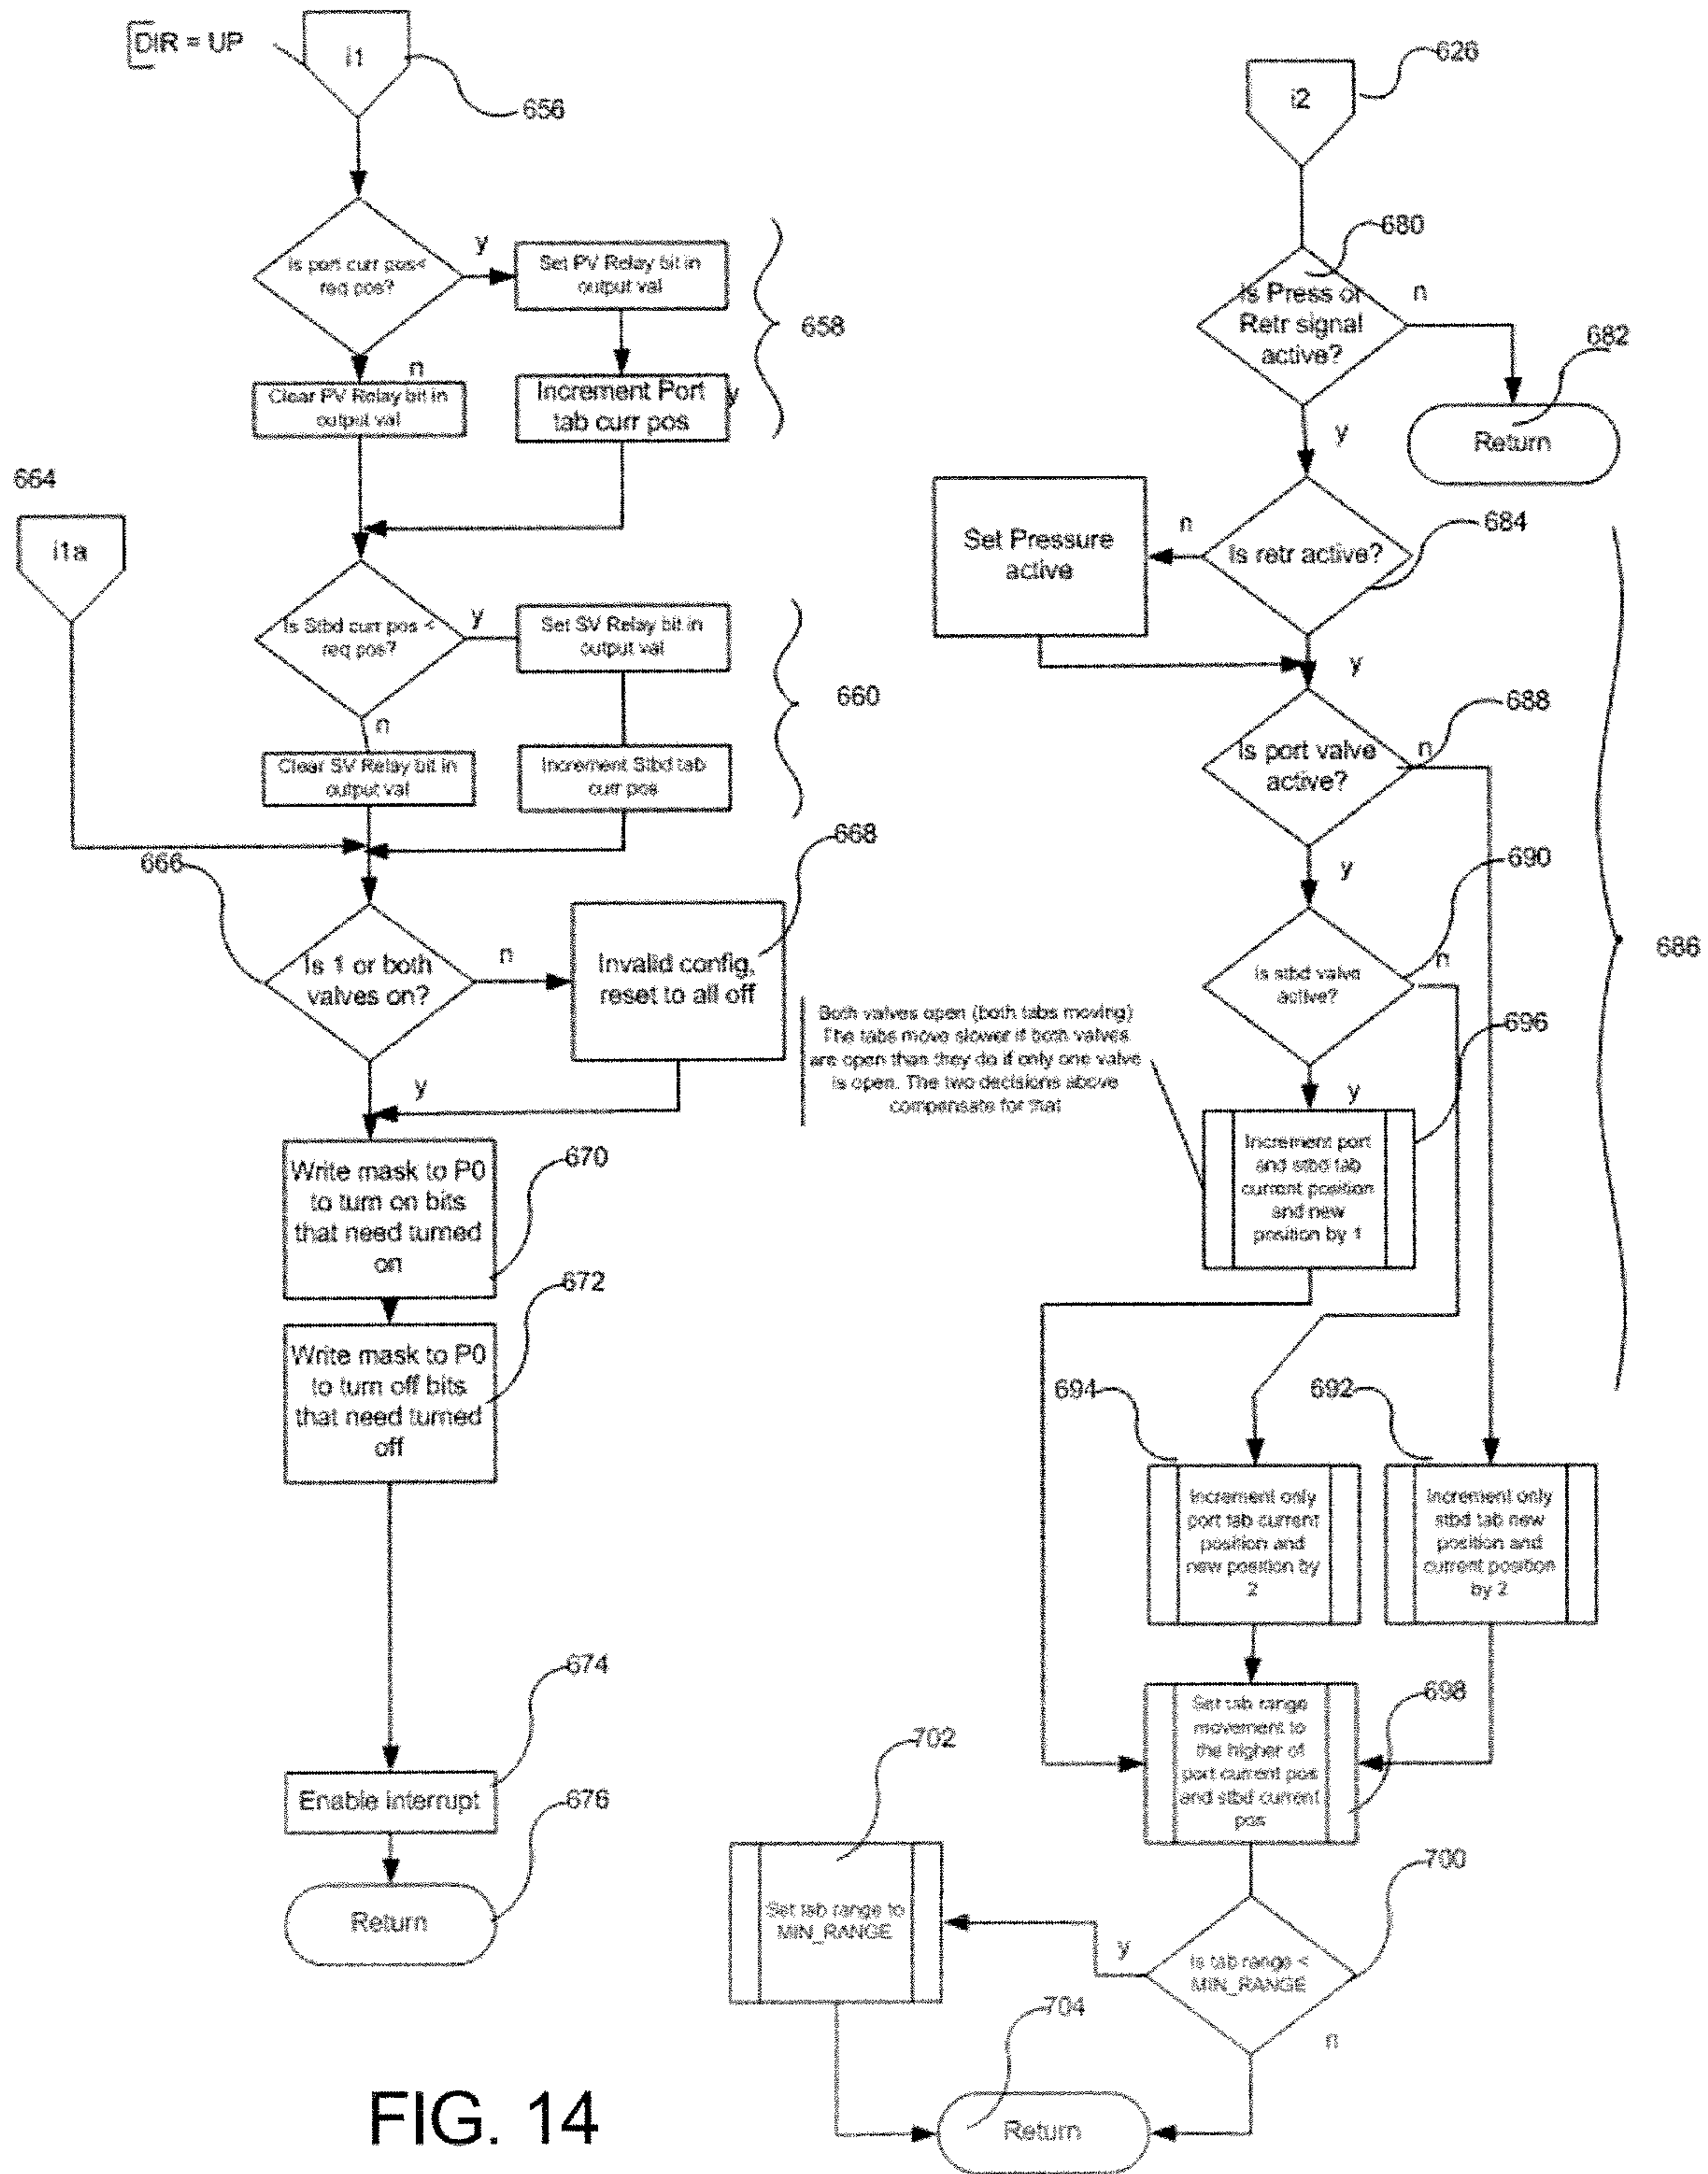 DIR = UP
i1
656
Is port curr pos<
req pos?
y
n
Set PV Relay bit in
output val
Increment Port
tab curr pos
y
658
Clear PV Relay bit in
output val
664
i1a
Is Stbd curr pos <
req pos?
y
n
Set SV Relay bit in
output val
Increment Stbd tab
curr pos
660
Clear SV Relay bit in
output val
666
Is 1 or both
valves on?
n
y
668
Invalid config,
reset to all off
Write mask to P0
to turn on bits
that need turned
on
670
Write mask to P0
to turn off bits
that need turned
off
672
Enable interrupt
674
Return
676
i2
626
680
Is Press or
Retr signal
active?
n
y
682
Return
Is retr active?
684
n
y
Set Pressure
active
686
Is port valve
active?
688
n
y
Is stbd valve
active?
690
n
y
Both valves open (both tabs moving)
The tabs move slower if both valves
are open than they do if only one valve
is open. The two decisions above
compensate for that
696
Increment port
and stbd tab
current position
and new
position by 1
694
Increment only
port tab current
position and
new position by
2
692
Increment only
stbd tab new
position and
current position
by 2
698
Set tab range
movement to
the higher of
port current pos
and stbd current
pos
700
Is tab range <
MIN_RANGE
y
n
702
Set tab range to
MIN_RANGE
704
Return
FIG. 14